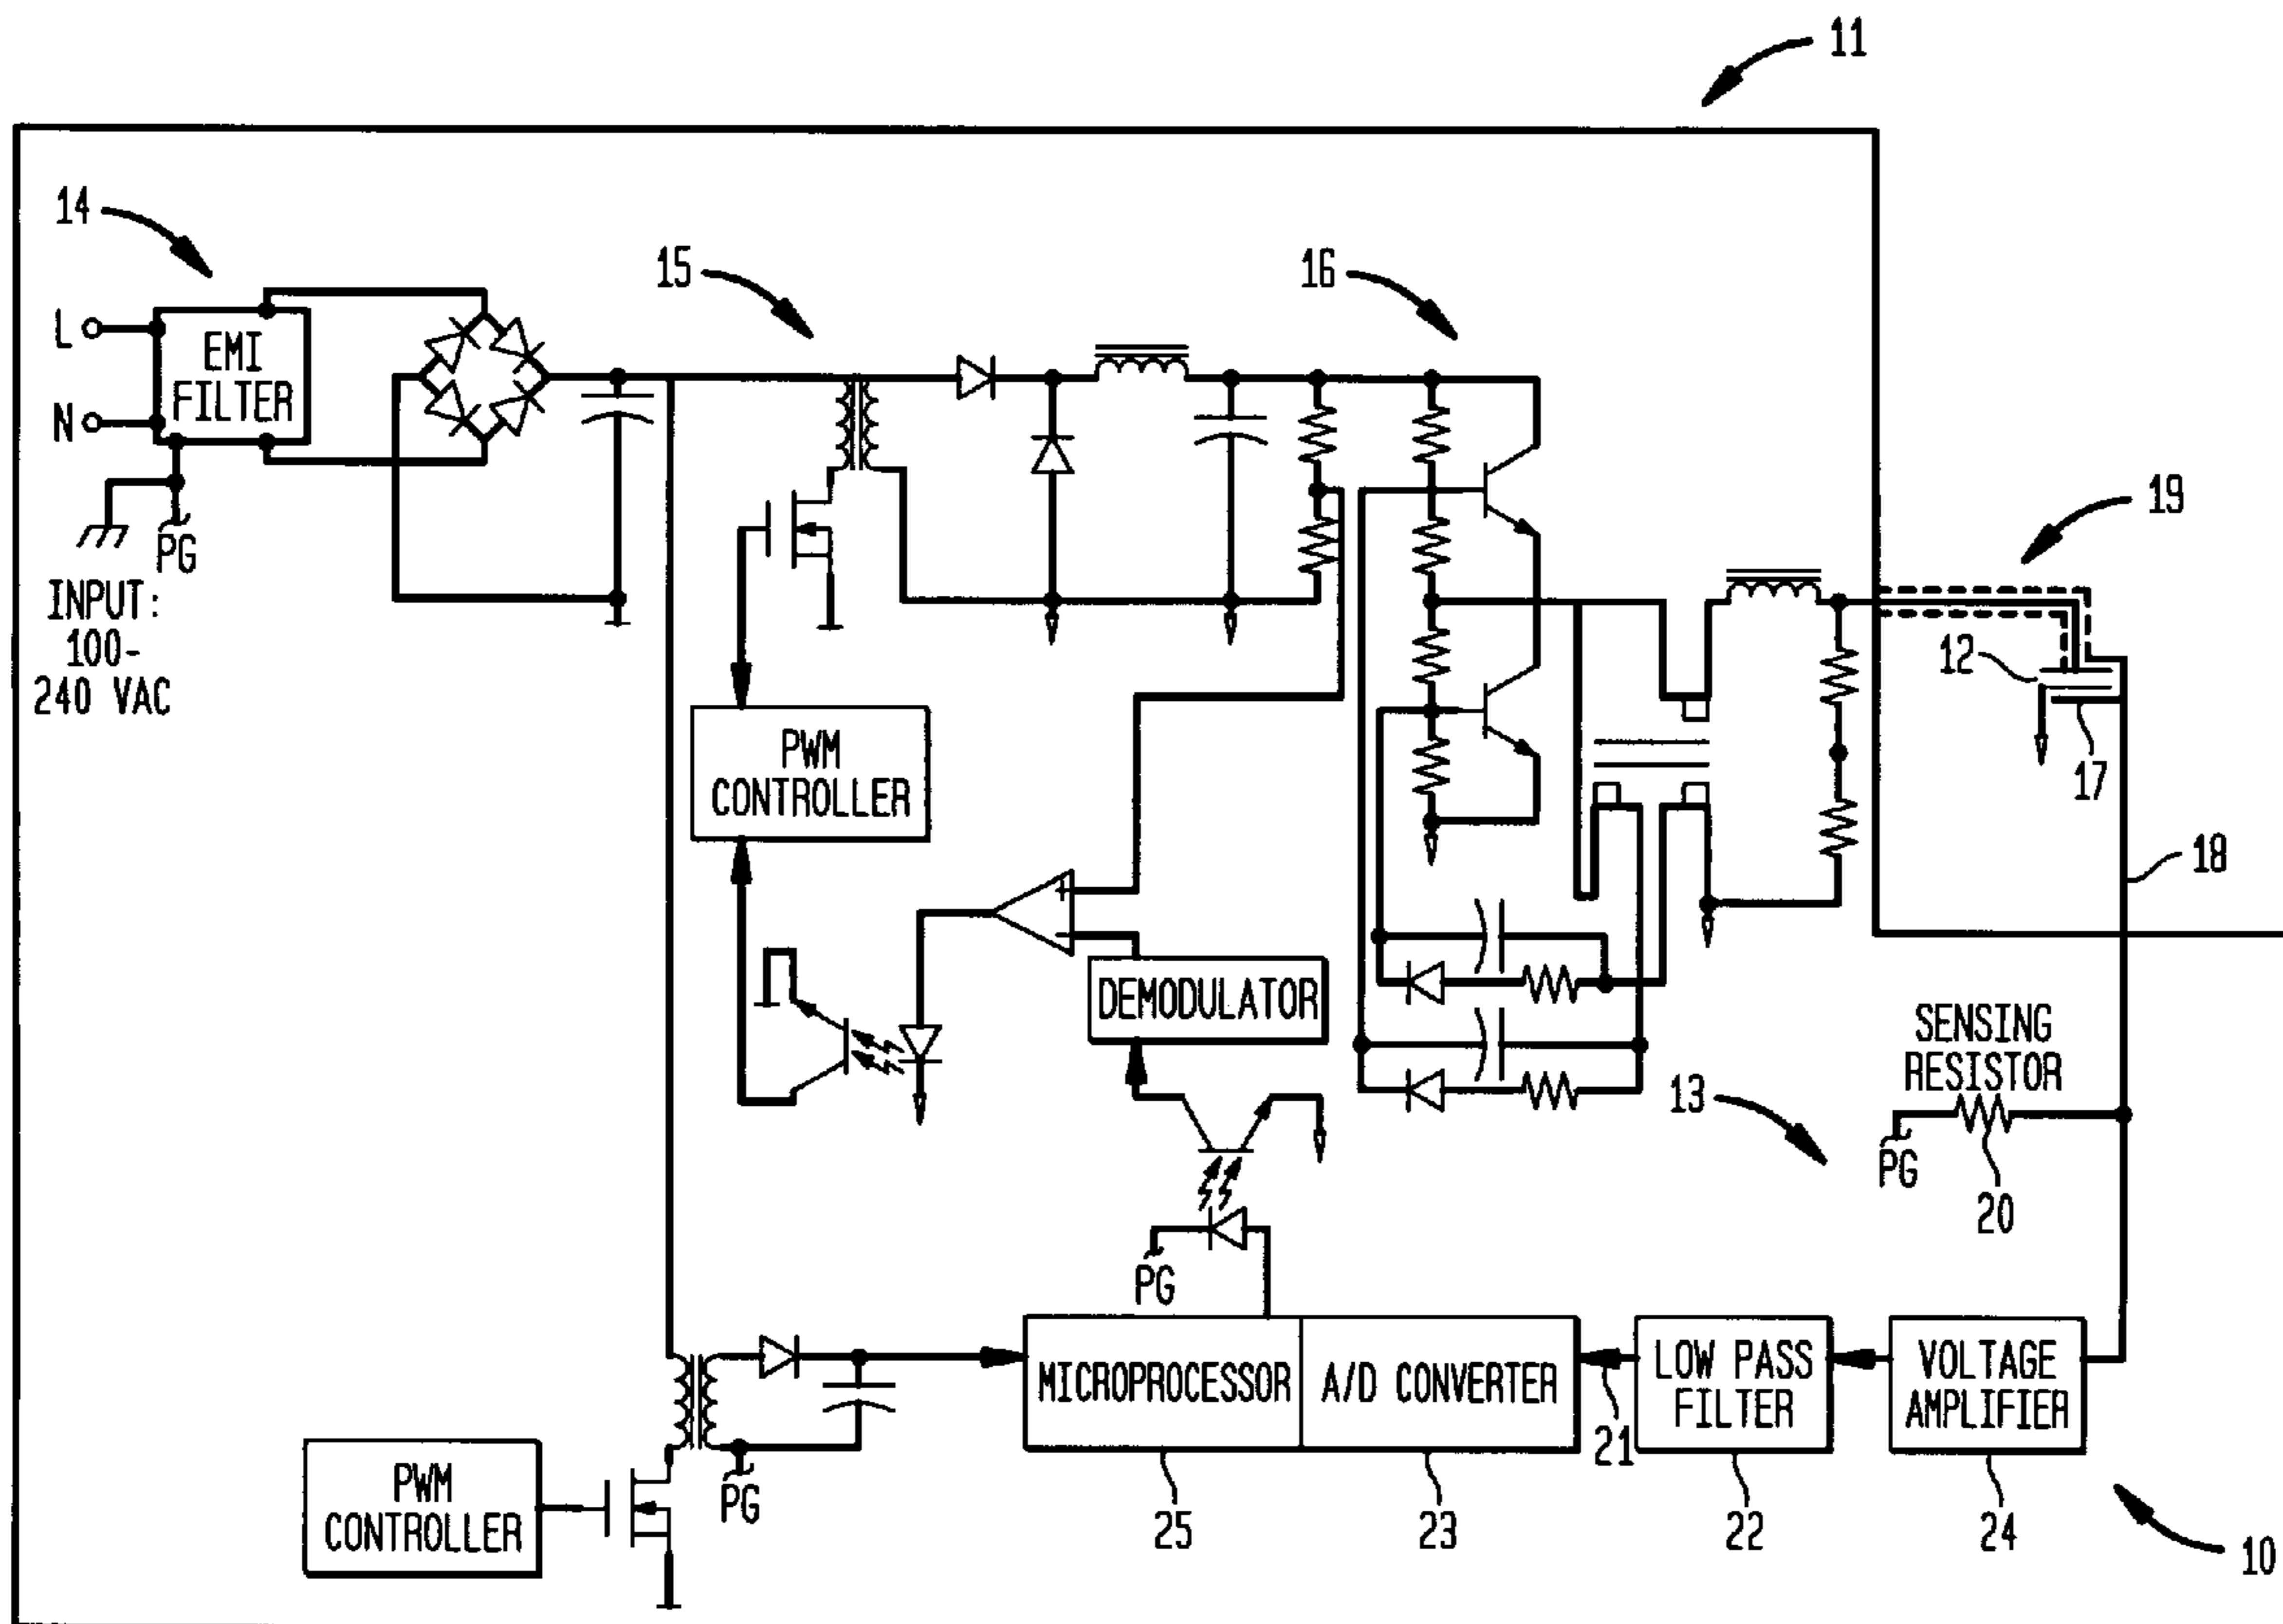 11
14
15
16
L
EMI
FILTER
N
PG
INPUT:
100-
240 VAC
19
12
17
PWM
CONTROLLER
+
−
18
DEMODULATOR
SENSING
RESISTOR
13
PG
20
PG
MICROPROCESSOR
A/D CONVERTER
21
LOW PASS
FILTER
VOLTAGE
AMPLIFIER
PWM
CONTROLLER
PG
25
23
22
24
10